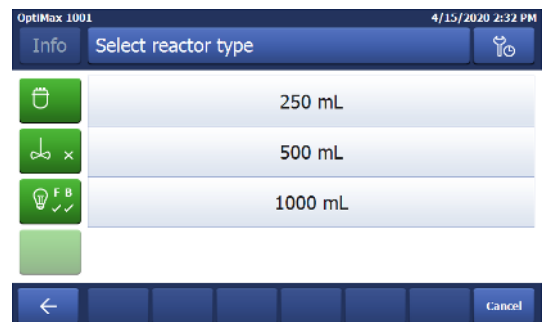 OptiMax 1001 4/15/2020 2:32 PM
Info Select reactor type
250 mL
500 mL
F B
1000 mL
Cancel